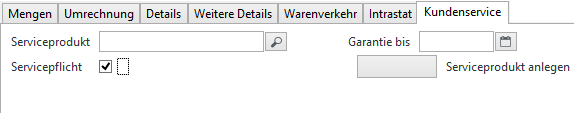 Mengen Umrechnung Details Weitere Details Warenverkehr Intrastat Kundenservice
Serviceprodukt Garantie bis
Servicepflicht Serviceprodukt anlegen